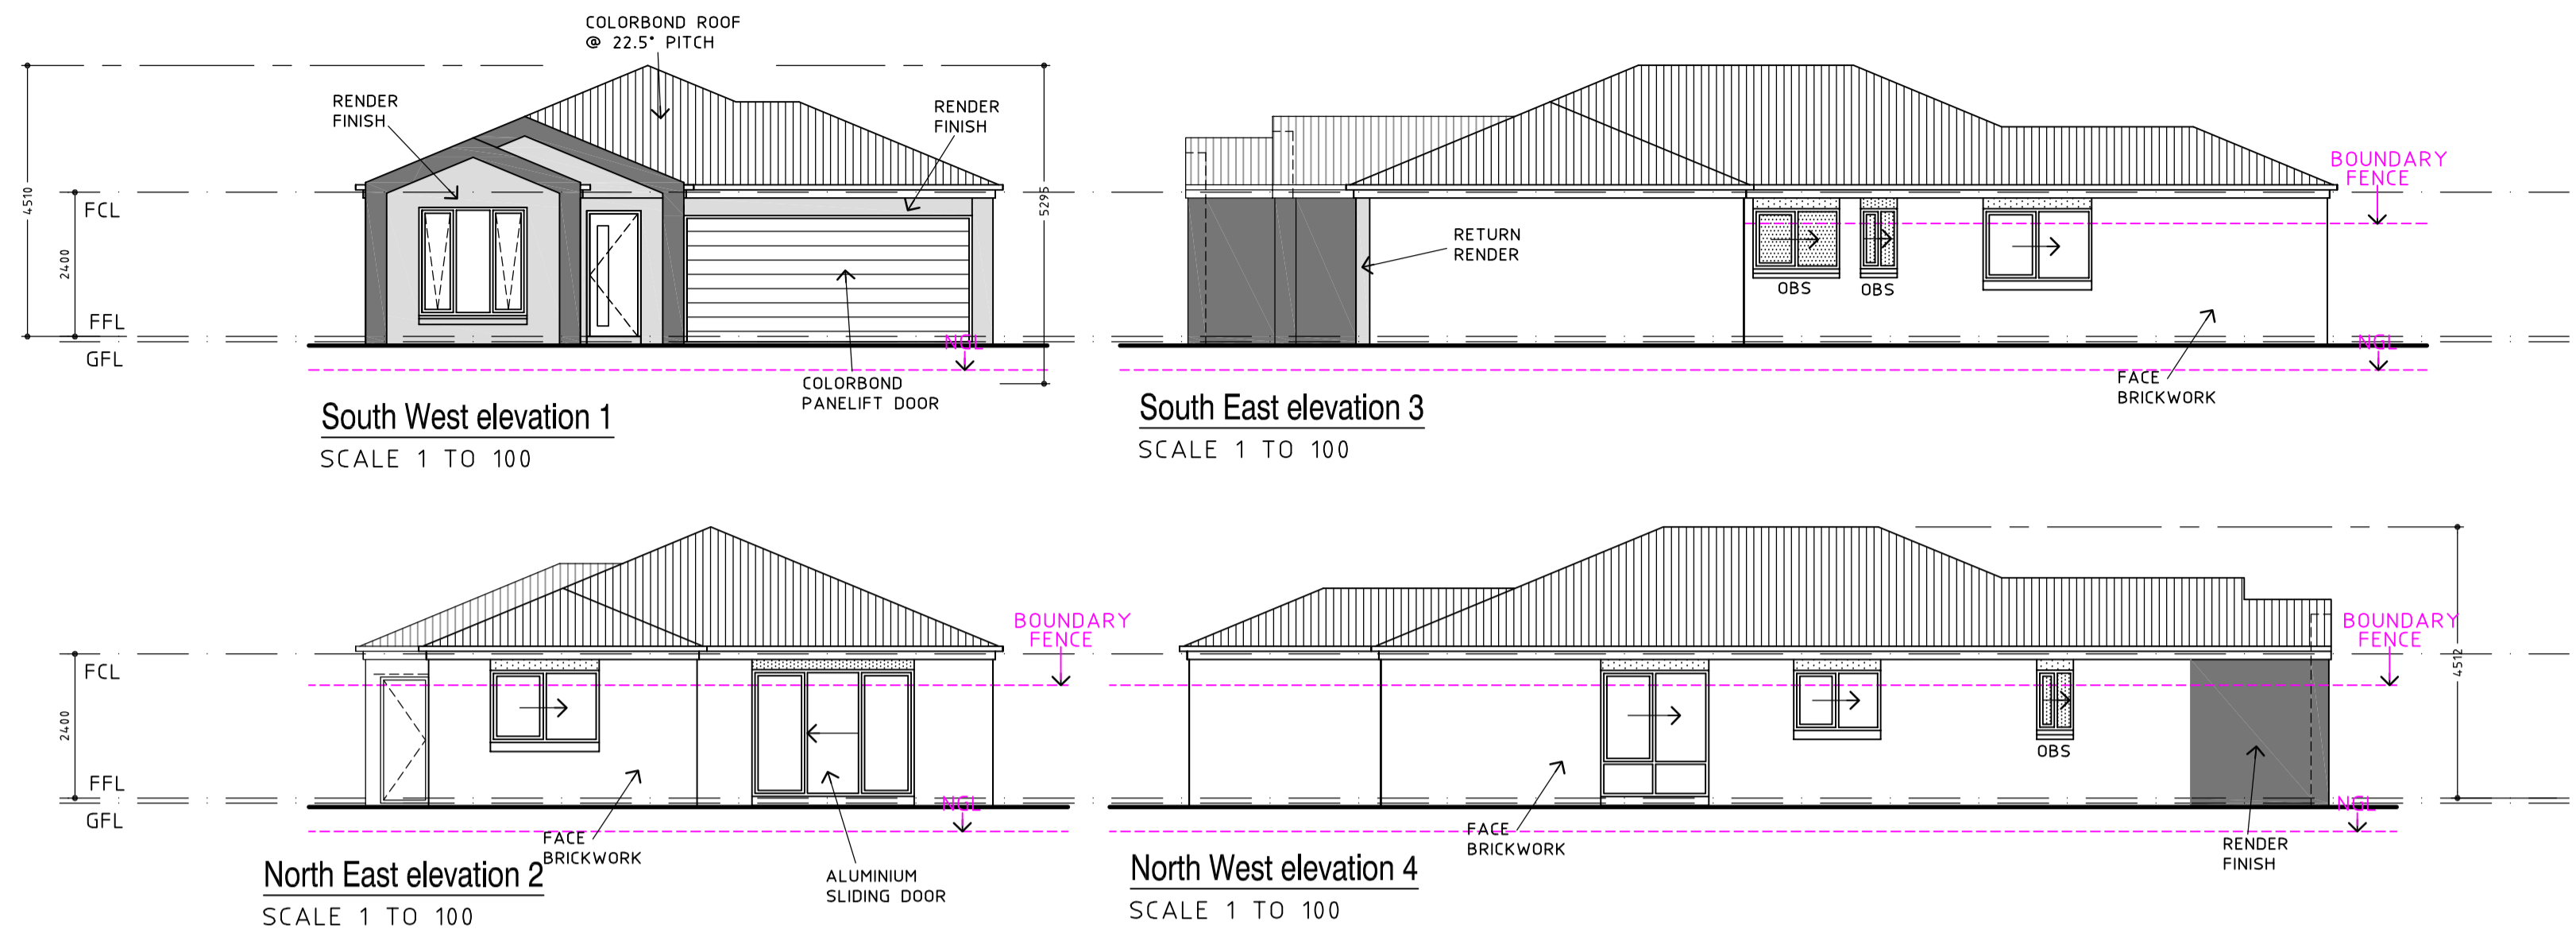 COLORBOND ROOF
@ 22.5° PITCH
RENDER
FINISH
RENDER
FINISH
4510
FCL
2400
FFL
GFL
5295
NGL
COLORBOND
PANELIFT DOOR
South West elevation 1
SCALE 1 TO 100
BOUNDARY
FENCE
RETURN
RENDER
OBS
OBS
NGL
FACE
BRICKWORK
South East elevation 3
SCALE 1 TO 100
BOUNDARY
FENCE
FCL
2400
FFL
GFL
NGL
FACE
BRICKWORK
ALUMINIUM
SLIDING DOOR
North East elevation 2
SCALE 1 TO 100
BOUNDARY
FENCE
4512
OBS
NGL
FACE
BRICKWORK
RENDER
FINISH
North West elevation 4
SCALE 1 TO 100